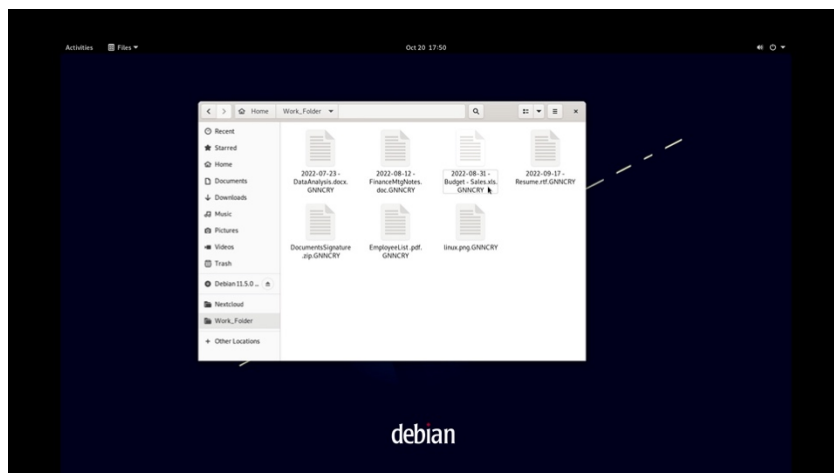 Activities Files Oct 20 17:50
Home Work_Folder
Recent
Starred
Home
Documents
Downloads
Music
Pictures
Videos
Trash
Debian 11.5.0 ...
Nextcloud
Work_Folder
+ Other Locations
2022-07-23 -
DataAnalysis.docx.
GNNCRY
2022-08-12 -
FinanceMtgNotes.
doc.GNNCRY
2022-08-31 -
Budget - Sales.xls.
GNNCRY
2022-09-17 -
Resume.rtf.GNNCRY
DocumentsSignature
.zip.GNNCRY
EmployeeList.pdf.
GNNCRY
linux.png.GNNCRY
debian